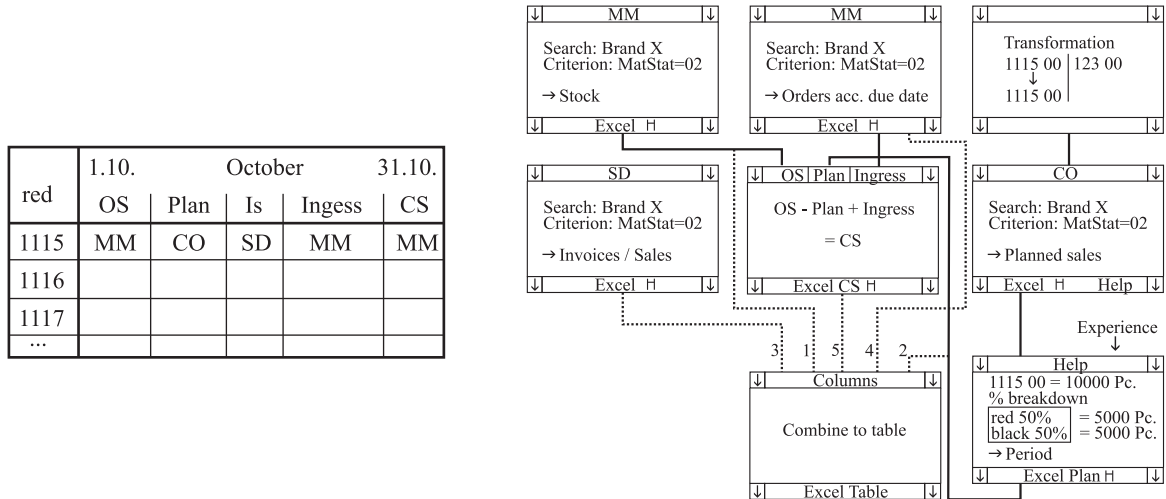 1.10. October 31.10.
red
OS Plan Is Ingess CS
1115 MM CO SD MM MM
1116
1117
...
MM
Search: Brand X
Criterion: MatStat=02
→ Stock
Excel H
MM
Search: Brand X
Criterion: MatStat=02
→ Orders acc. due date
Excel H
Transformation
1115 00 123 00
↓
1115 00
SD
Search: Brand X
Criterion: MatStat=02
→ Invoices / Sales
Excel H
OS Plan Ingress
OS - Plan + Ingress
= CS
Excel CS H
CO
Search: Brand X
Criterion: MatStat=02
→ Planned sales
Excel H Help
Experience
↓
3 1 5 4 2
Columns
Combine to table
Excel Table
Help
1115 00 = 10000 Pc.
% breakdown
red 50% = 5000 Pc.
black 50% = 5000 Pc.
→ Period
Excel Plan H